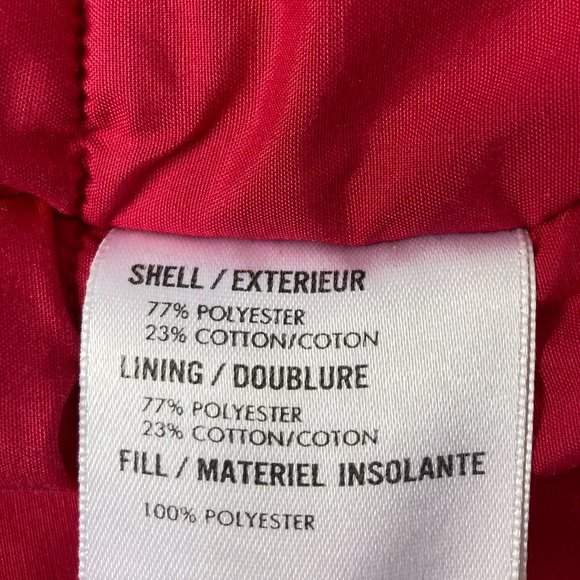 SHELL / EXTERIEUR
77% POLYESTER
23% COTTON/COTON
LINING / DOUBLURE
77% POLYESTER
23% COTTON/COTON
FILL / MATERIEL INSOLANTE
100% POLYESTER